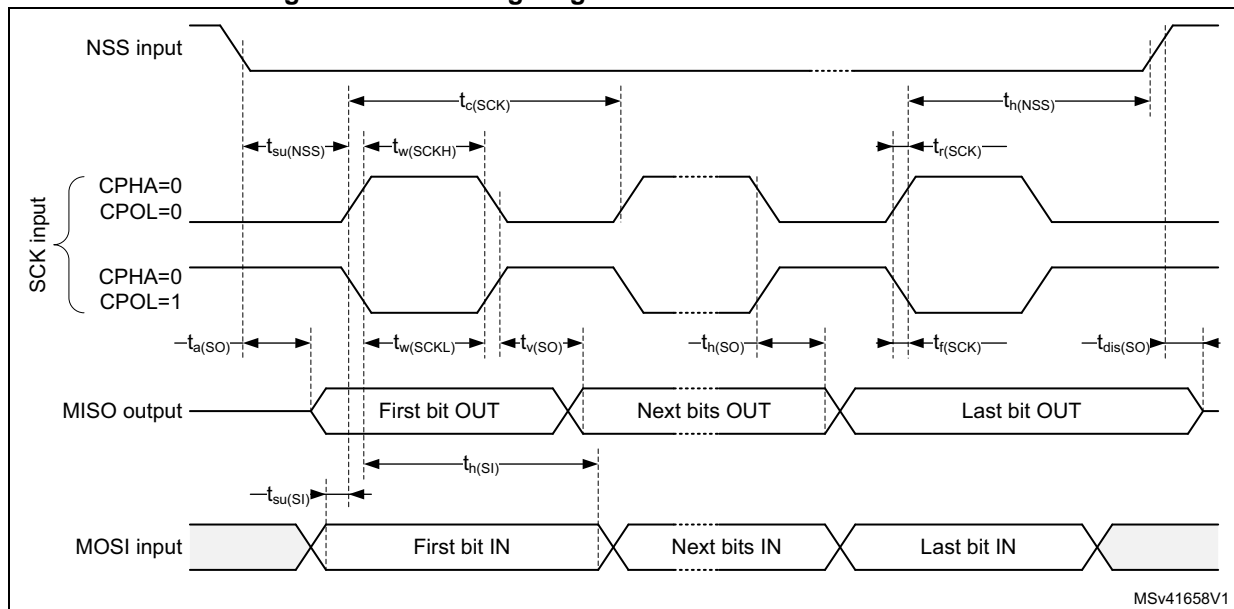 NSS input
tc(SCK)
th(NSS)
tsu(NSS)
tw(SCKH)
tr(SCK)
SCK input
CPHA=0
CPOL=0
CPHA=0
CPOL=1
ta(SO)
tw(SCKL)
tv(SO)
th(SO)
tf(SCK)
tdis(SO)
MISO output
First bit OUT
Next bits OUT
Last bit OUT
th(SI)
tsu(SI)
MOSI input
First bit IN
Next bits IN
Last bit IN
MSv41658V1